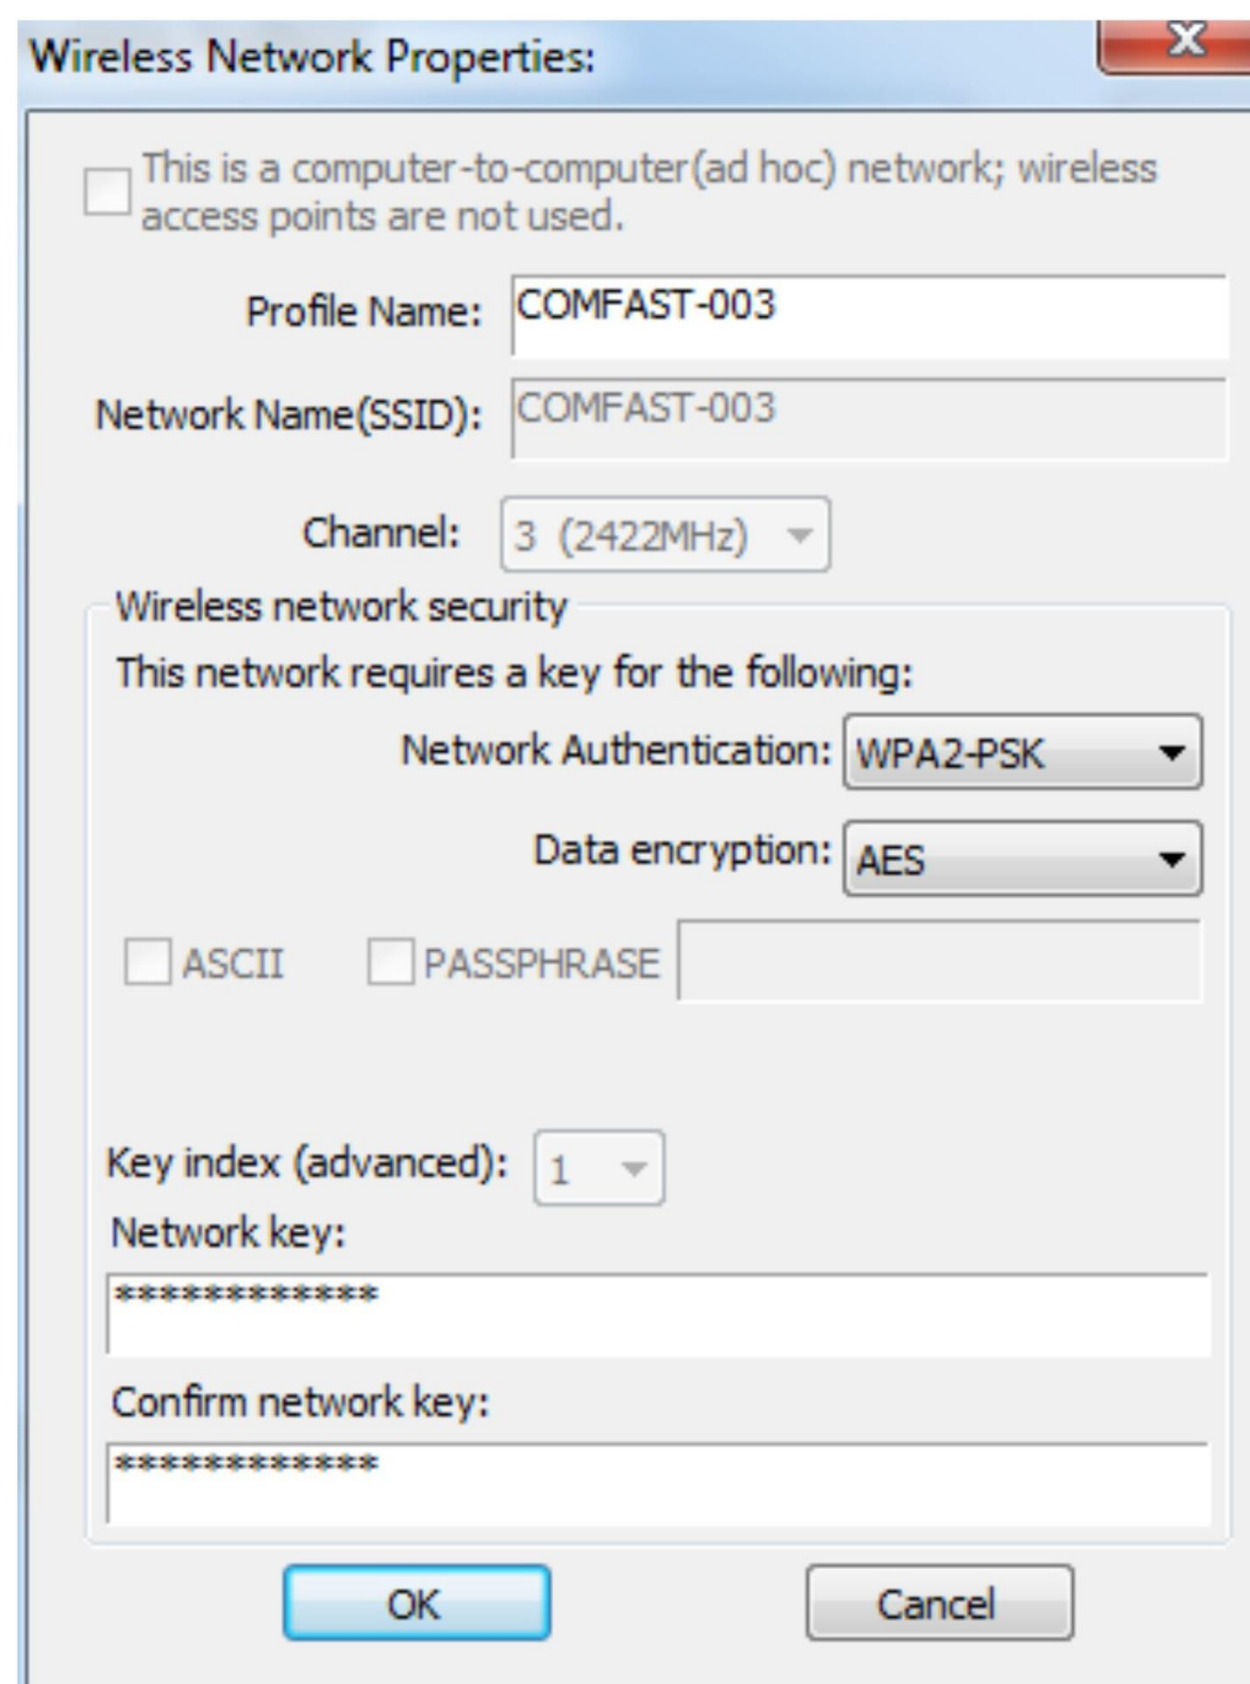 Wireless Network Properties:
This is a computer-to-computer(ad hoc) network; wireless
access points are not used.
Profile Name: COMFAST-003
Network Name(SSID): COMFAST-003
Channel: 3 (2422MHz)
Wireless network security
This network requires a key for the following:
Network Authentication: WPA2-PSK
Data encryption: AES
ASCII PASSPHRASE
Key index (advanced): 1
Network key:
************
Confirm network key:
************
OK Cancel